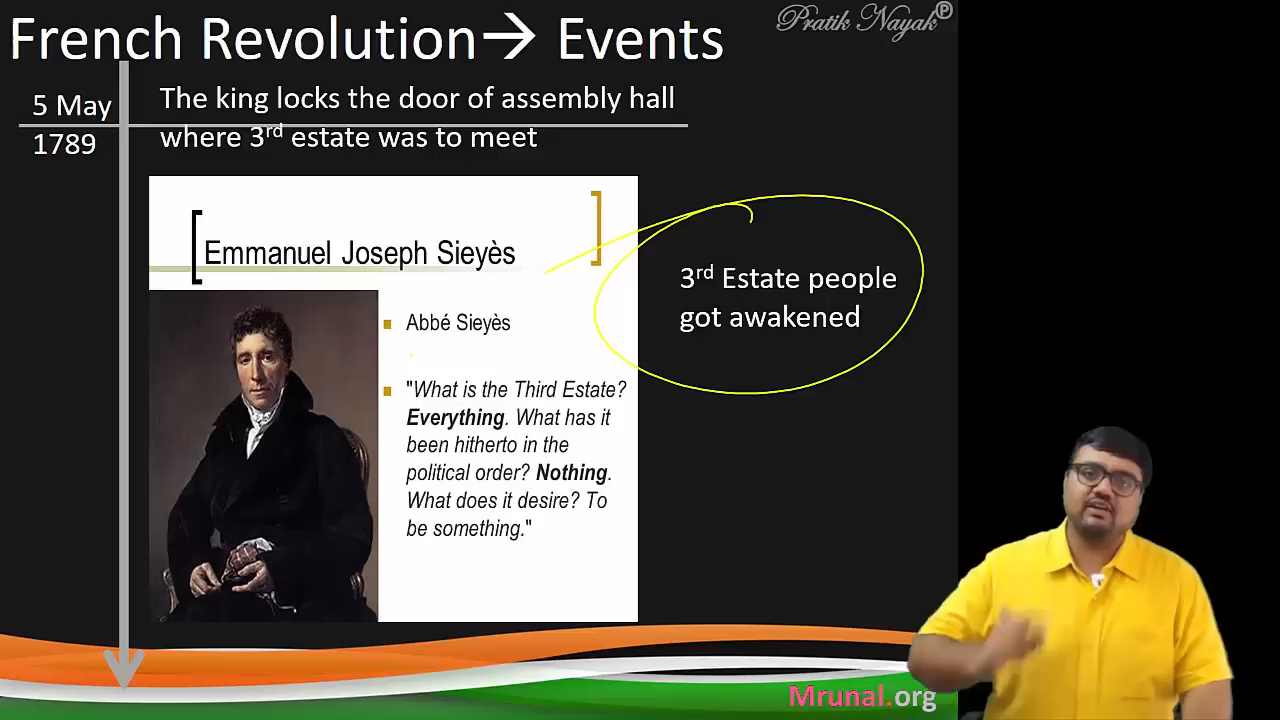 French Revolution→ Events
Pratik Nayak ℗
5 May
1789
The king locks the door of assembly hall
where 3rd estate was to meet
Emmanuel Joseph Sieyès
Abbé Sieyès
"What is the Third Estate?
Everything. What has it
been hitherto in the
political order? Nothing.
What does it desire? To
be something."
3rd Estate people
got awakened
Mrunal.org